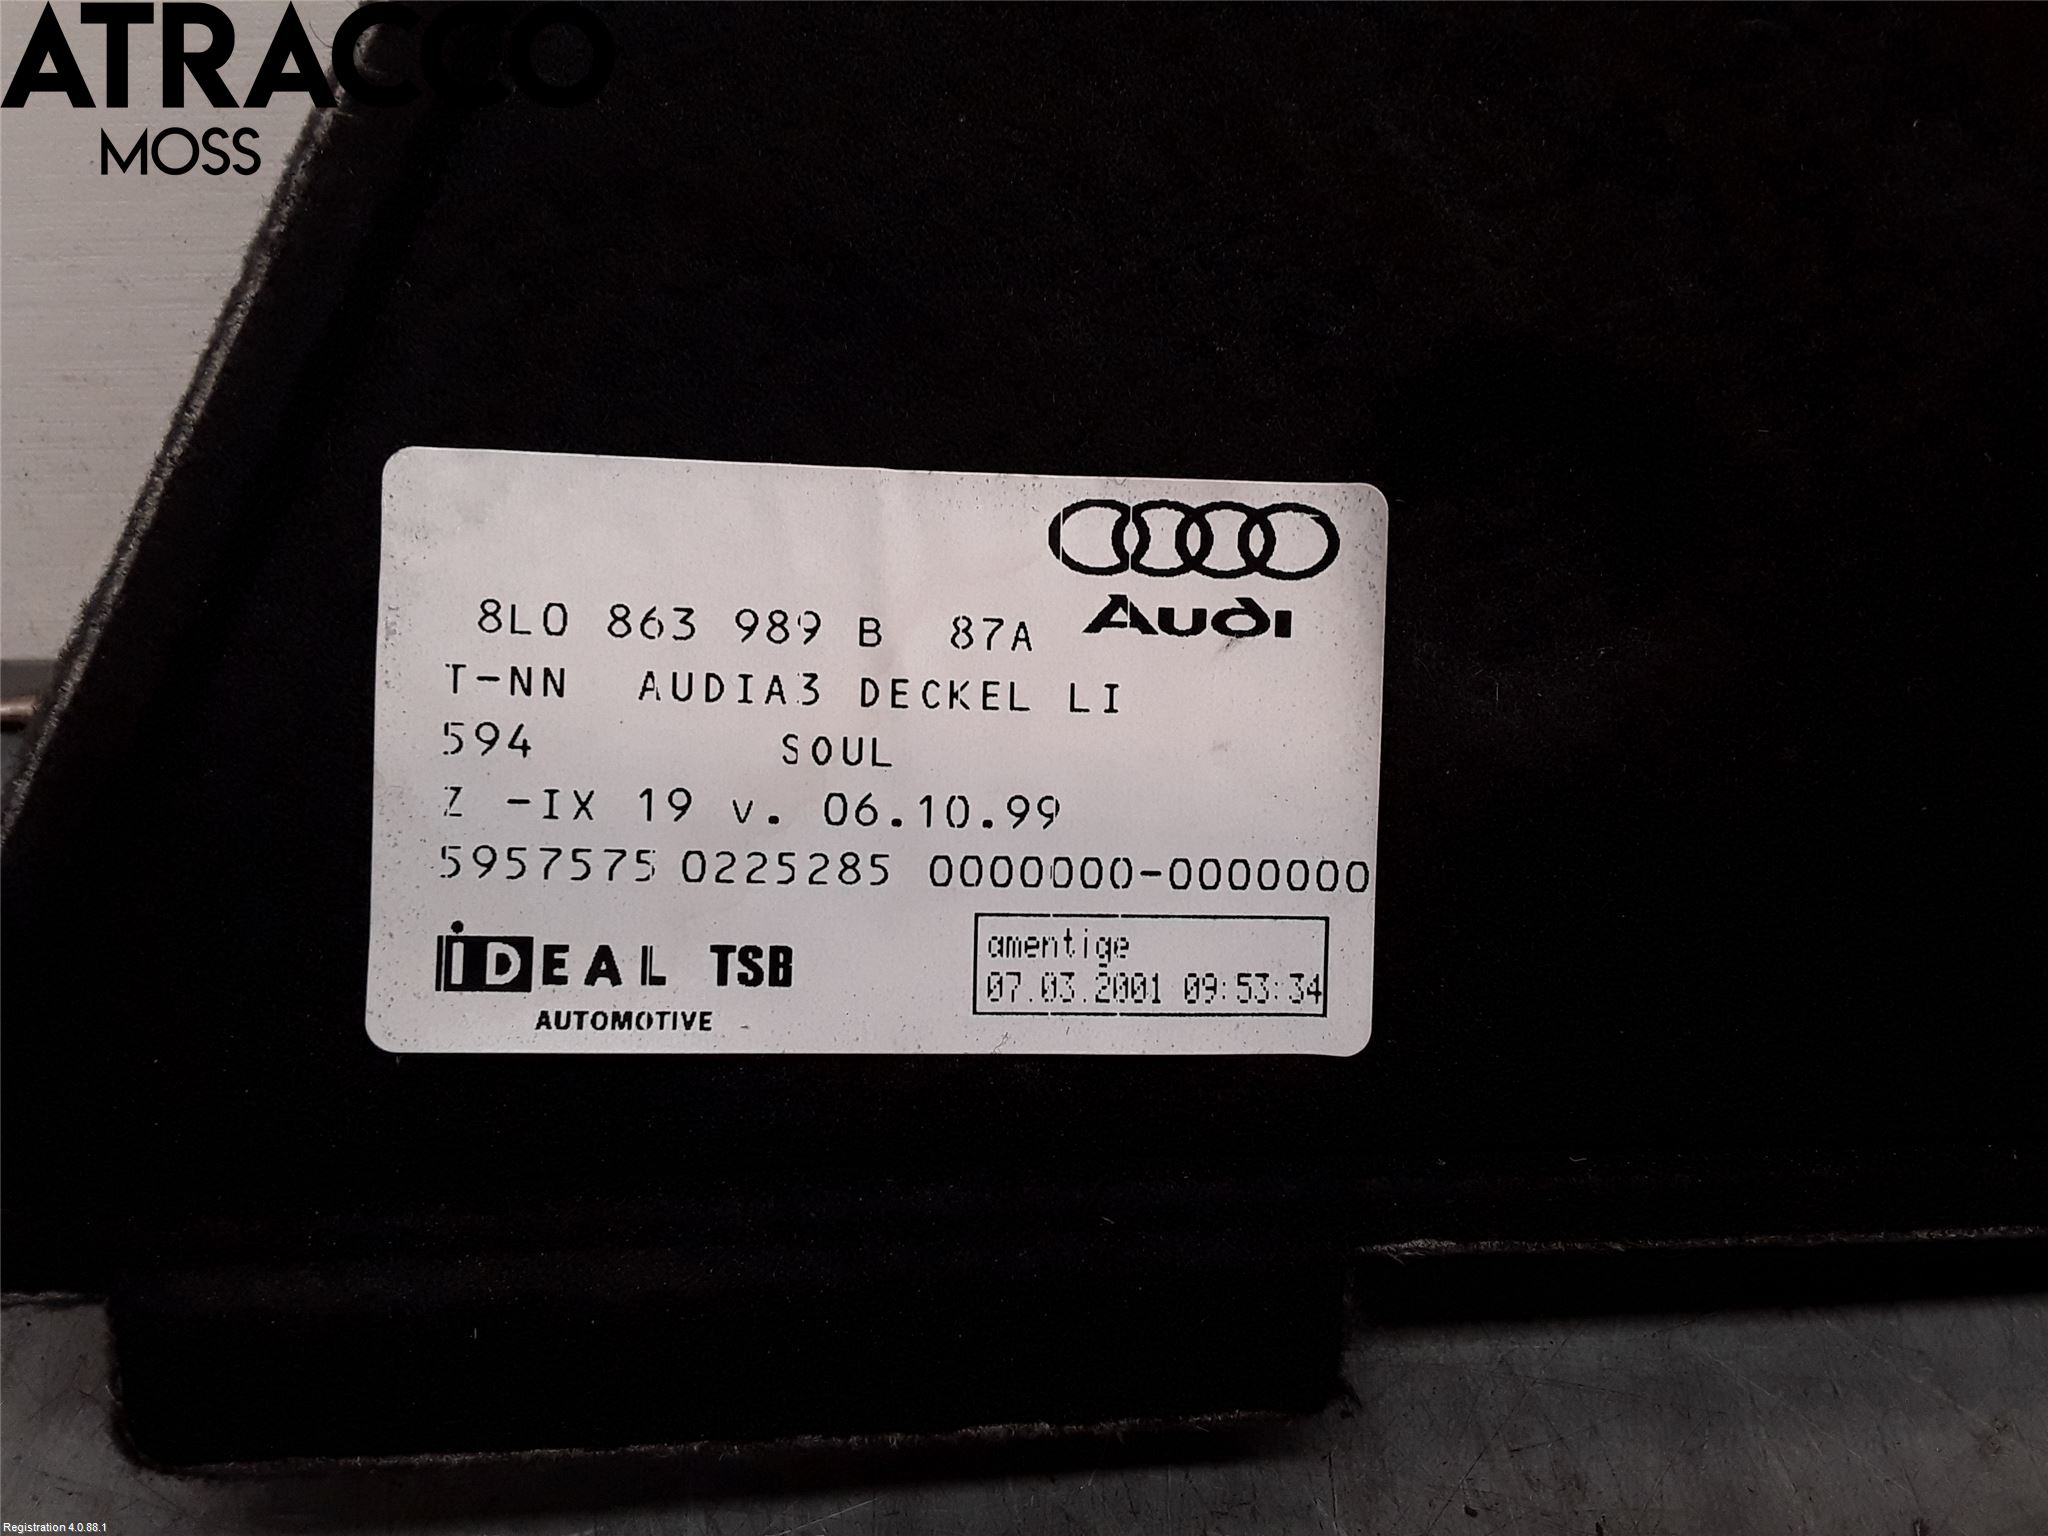 ATRACCO
MOSS
Audi
8L0 863 989 B 87A
T-NN AUDIA3 DECKEL LI
594 SOUL
Z -IX 19 v. 06.10.99
5957575 0225285 0000000-0000000
iDEAL TSB
AUTOMOTIVE
amentige
07.03.2001 09:53:34
Registration 4.0.88.1